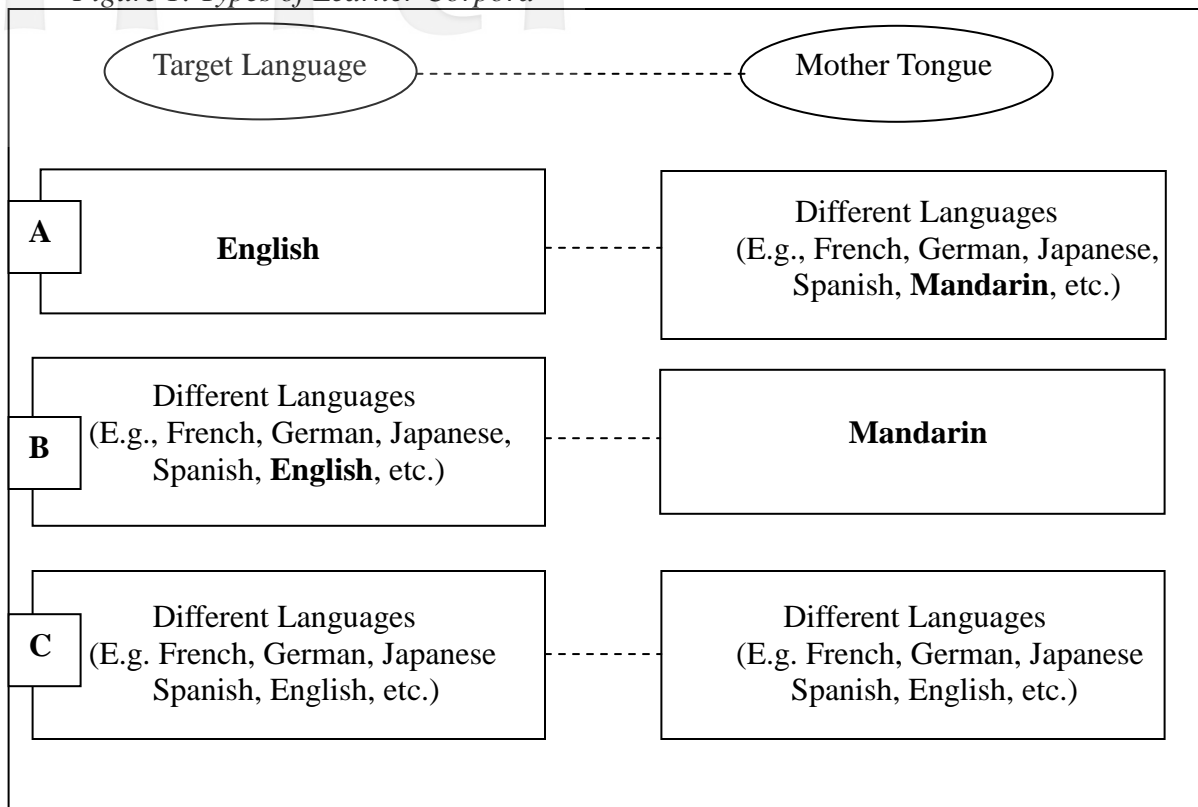 Figure 1. Types of Learner Corpora
Target Language
Mother Tongue
A
English
Different Languages
(E.g., French, German, Japanese,
Spanish, Mandarin, etc.)
B
Different Languages
(E.g., French, German, Japanese,
Spanish, English, etc.)
Mandarin
C
Different Languages
(E.g. French, German, Japanese
Spanish, English, etc.)
Different Languages
(E.g. French, German, Japanese
Spanish, English, etc.)